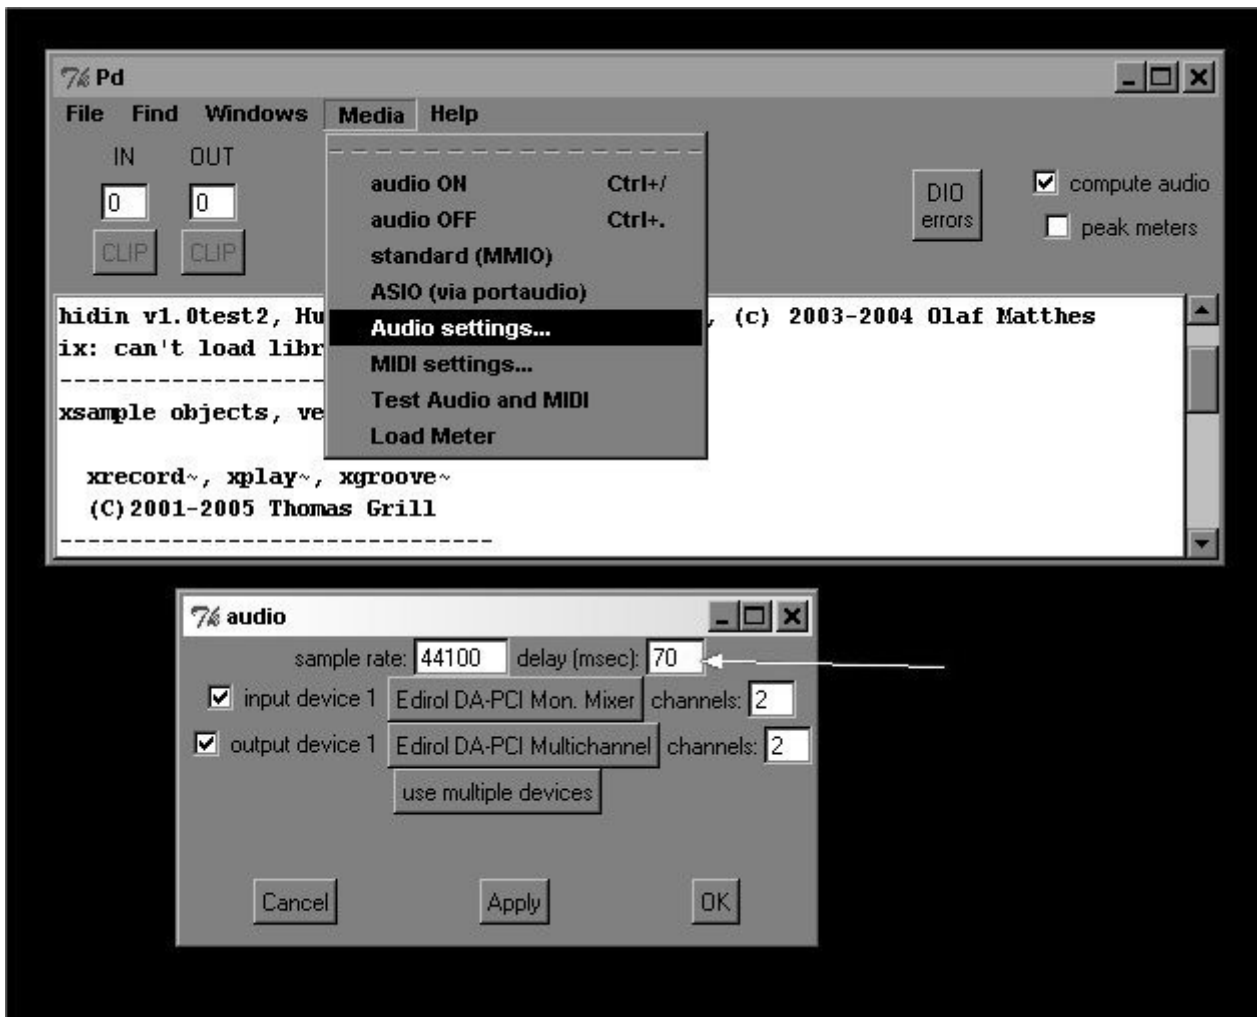 Pd
File Find Windows Media Help
IN OUT
0 0
CLIP CLIP
audio ON Ctrl+/
audio OFF Ctrl+.
standard (MMIO)
ASIO (via portaudio)
Audio settings...
MIDI settings...
Test Audio and MIDI
Load Meter
DIO
errors
compute audio
peak meters
hidin v1.0test2, Hu , (c) 2003-2004 Olaf Matthes
ix: can't load libr
-------------------
xsample objects, ve
xrecord~, xplay~, xgroove~
(C)2001-2005 Thomas Grill
-------------------------------
audio
sample rate: 44100 delay (msec): 70
input device 1 Edirol DA-PCI Mon. Mixer channels: 2
output device 1 Edirol DA-PCI Multichannel channels: 2
use multiple devices
Cancel Apply OK